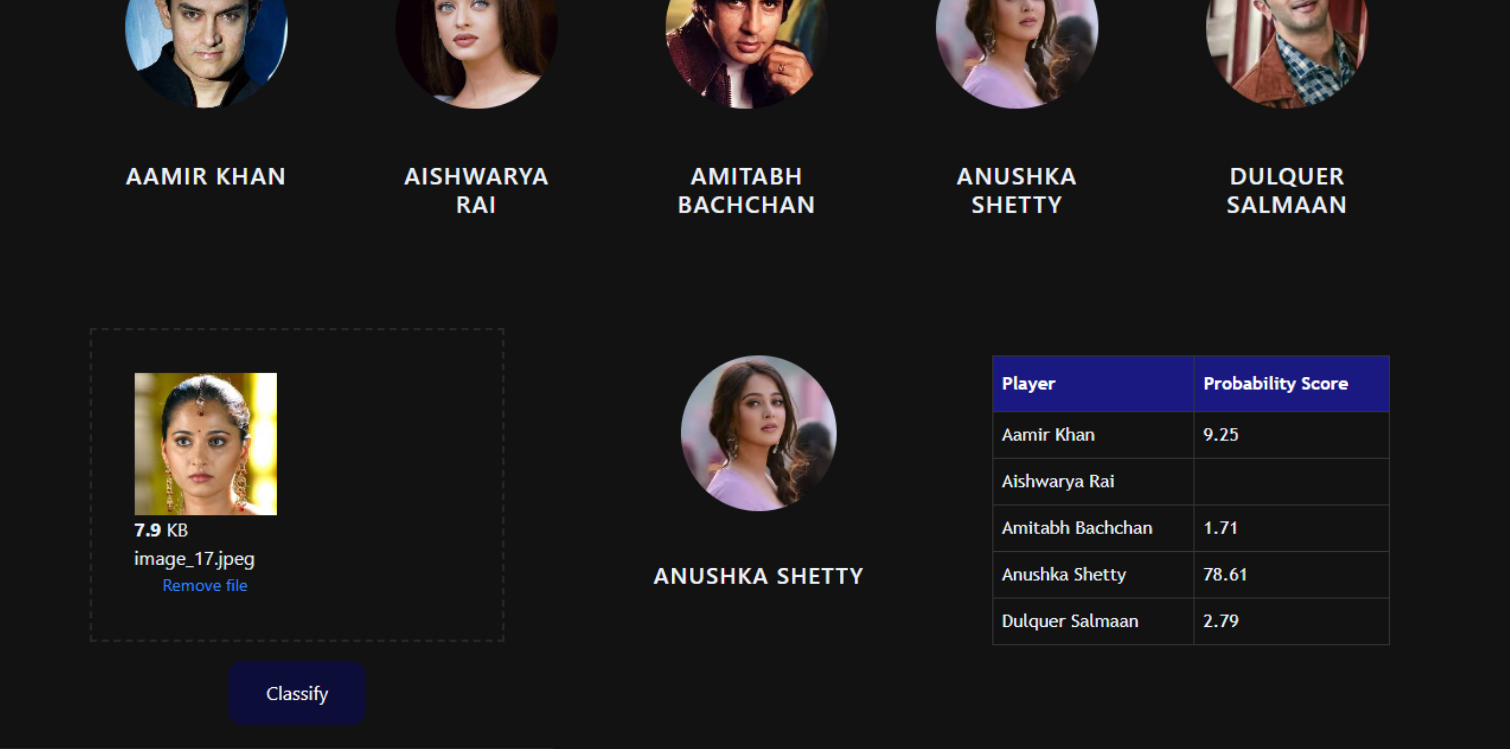 AAMIR KHAN
AISHWARYA
RAI
AMITABH
BACHCHAN
ANUSHKA
SHETTY
DULQUER
SALMAAN
7.9 KB
image_17.jpeg
Remove file
Classify
ANUSHKA SHETTY
Player Probability Score
Aamir Khan 9.25
Aishwarya Rai
Amitabh Bachchan 1.71
Anushka Shetty 78.61
Dulquer Salmaan 2.79